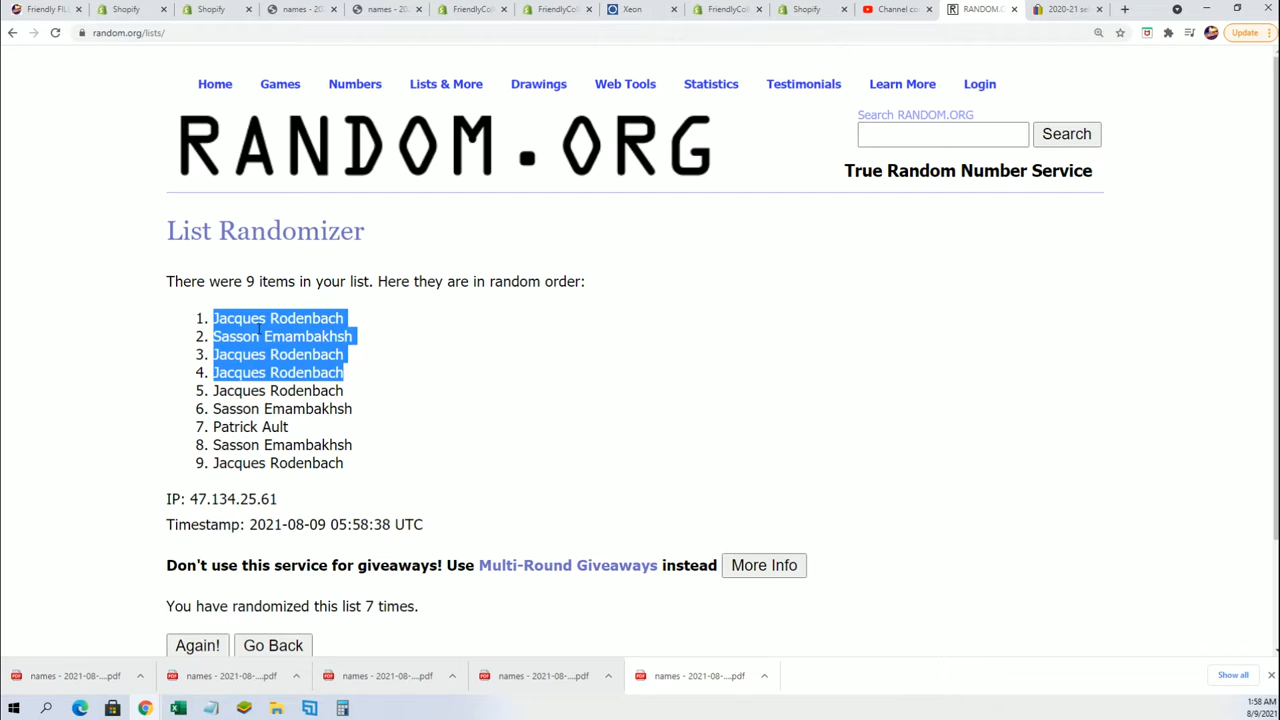 Friendly FiL
Shopify
Shopify
names - 20
names - 20
FriendlyColl
FriendlyColl
Xeon
FriendlyColl
Shopify
Channel co
RANDOM.O
2020-21 se
random.org/lists/
Update
Home Games Numbers Lists & More Drawings Web Tools Statistics Testimonials Learn More Login
RANDOM.ORG
Search RANDOM.ORG
Search
True Random Number Service
List Randomizer
There were 9 items in your list. Here they are in random order:
1. Jacques Rodenbach
2. Sasson Emambakhsh
3. Jacques Rodenbach
4. Jacques Rodenbach
5. Jacques Rodenbach
6. Sasson Emambakhsh
7. Patrick Ault
8. Sasson Emambakhsh
9. Jacques Rodenbach
IP: 47.134.25.61
Timestamp: 2021-08-09 05:58:38 UTC
Don't use this service for giveaways! Use Multi-Round Giveaways instead More Info
You have randomized this list 7 times.
Again! Go Back
names - 2021-08-....pdf
names - 2021-08-....pdf
names - 2021-08-....pdf
names - 2021-08-....pdf
names - 2021-08-....pdf
Show all
1:58 AM
8/9/2021